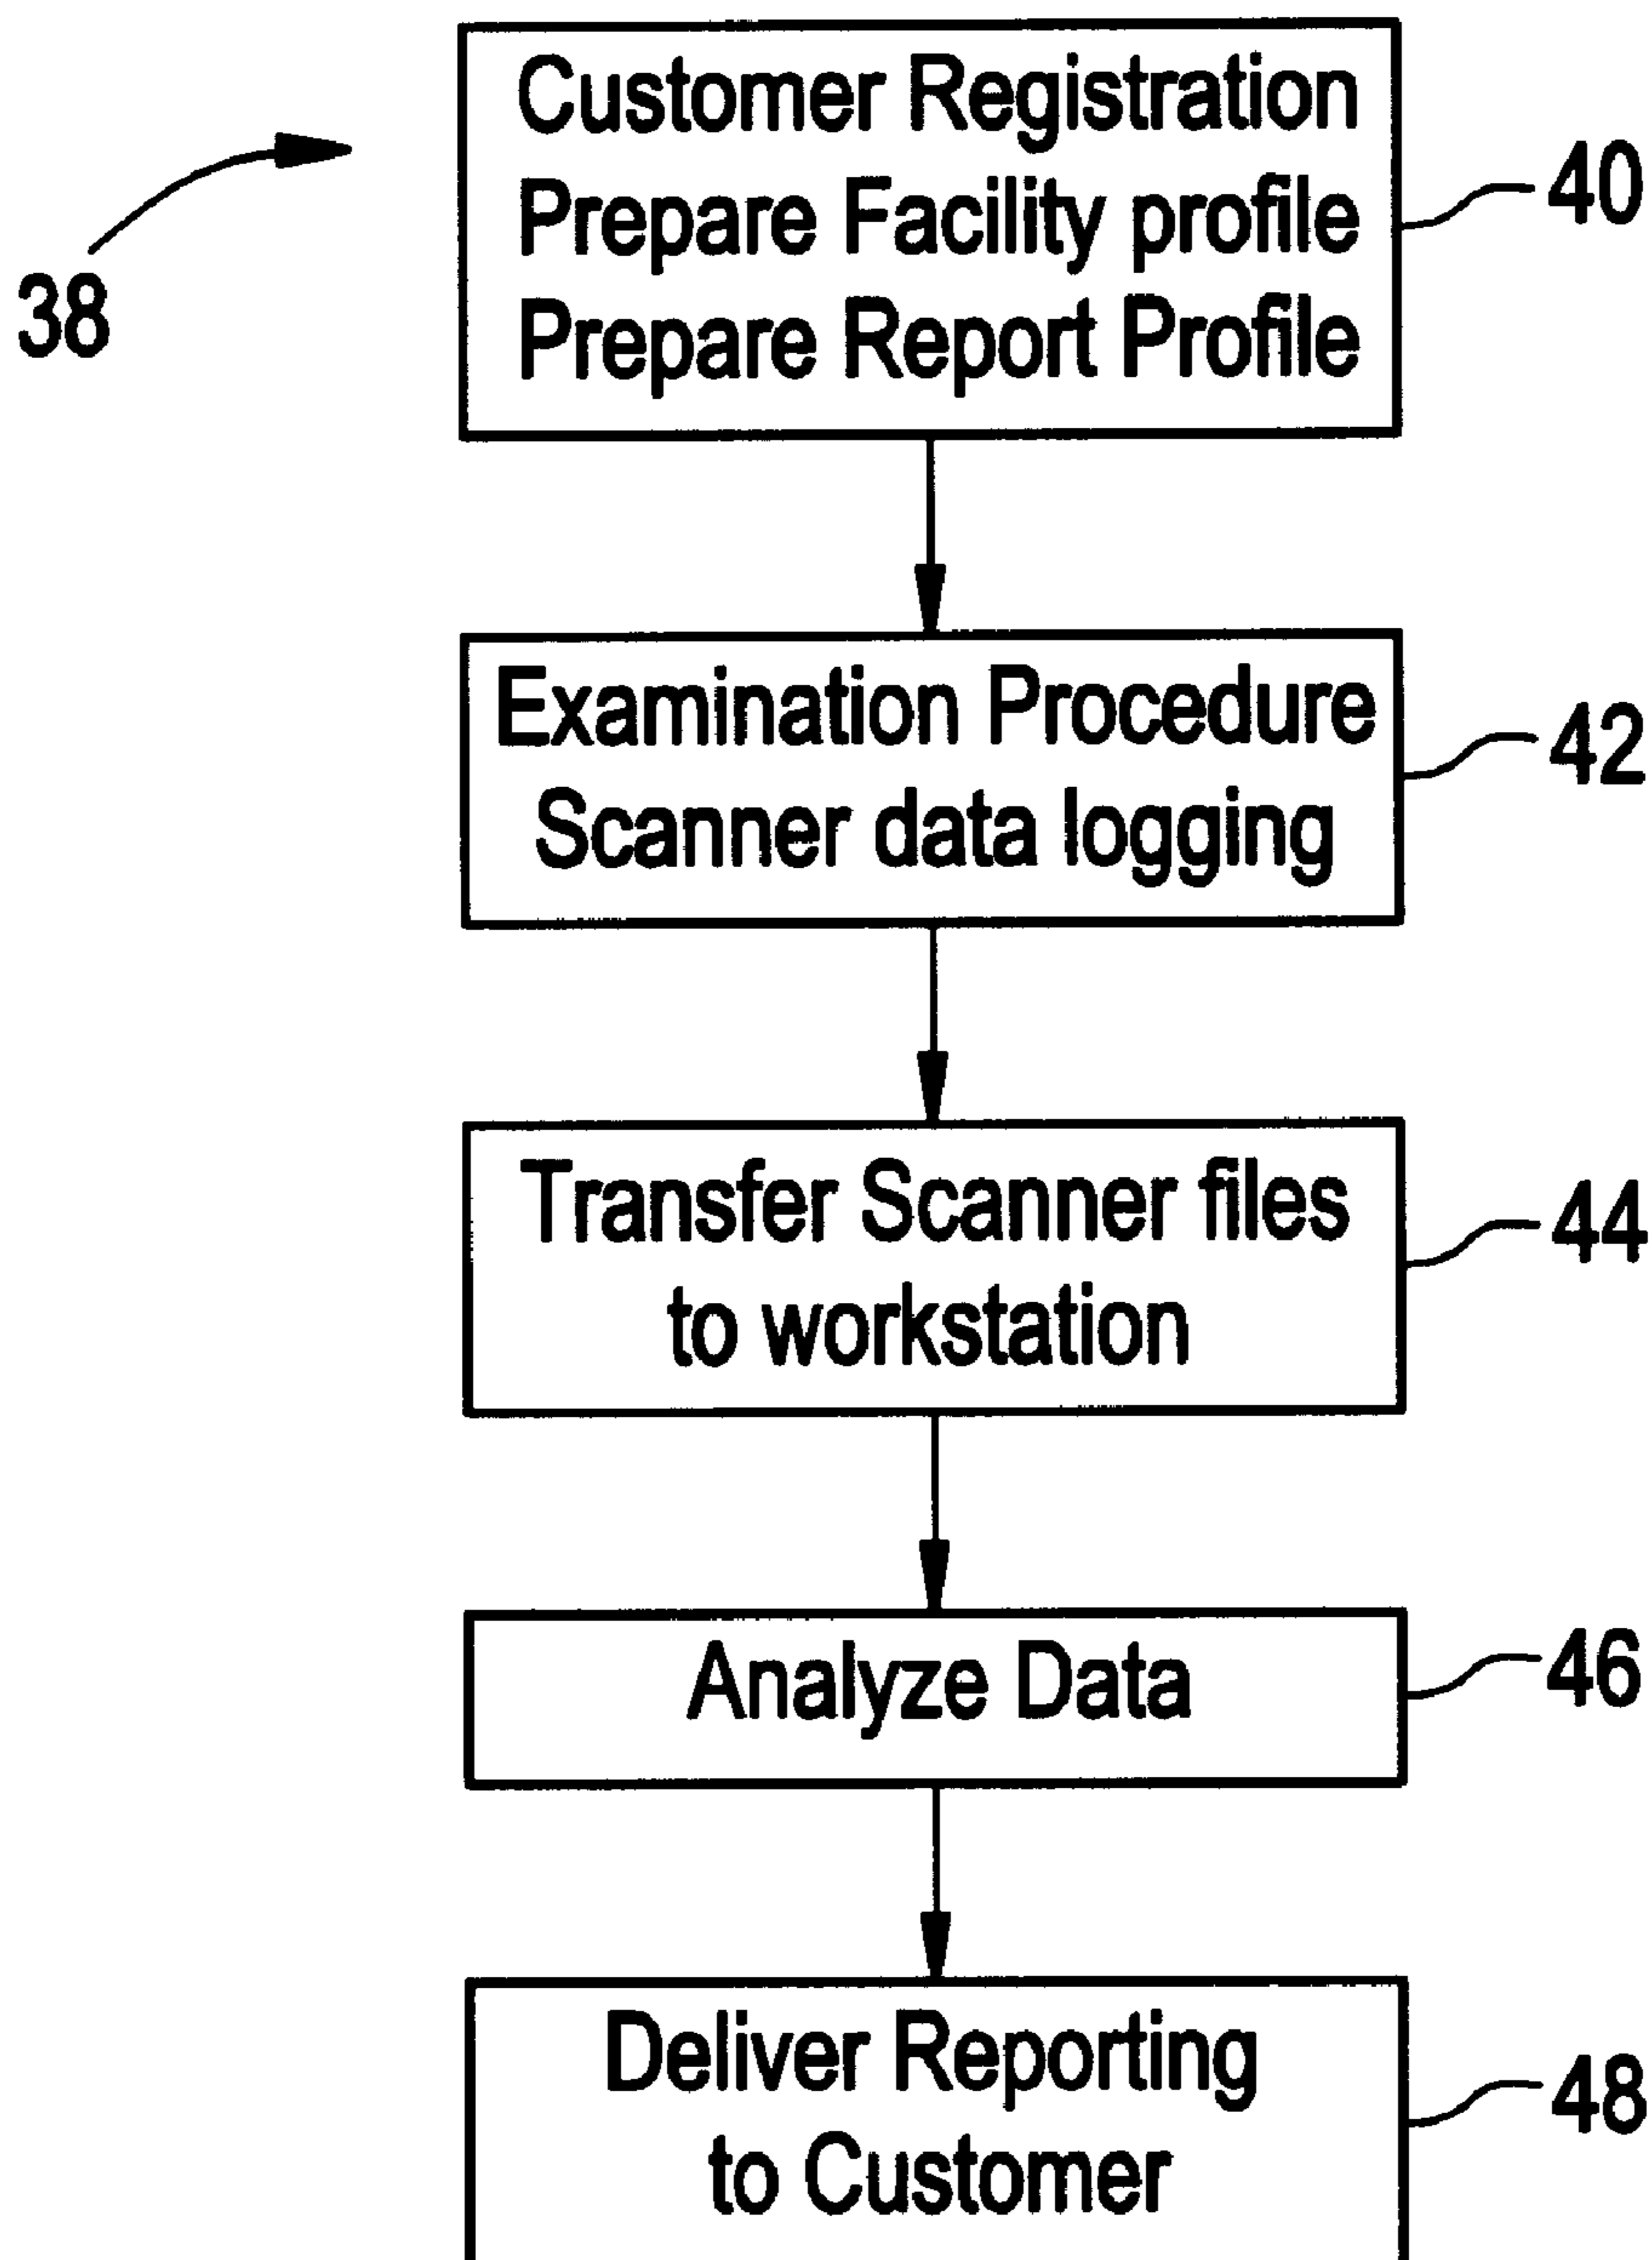 Customer Registration
Prepare Facility profile
Prepare Report Profile
40
38
Examination Procedure
Scanner data logging
42
Transfer Scanner files
to workstation
44
Analyze Data
46
Deliver Reporting
to Customer
48